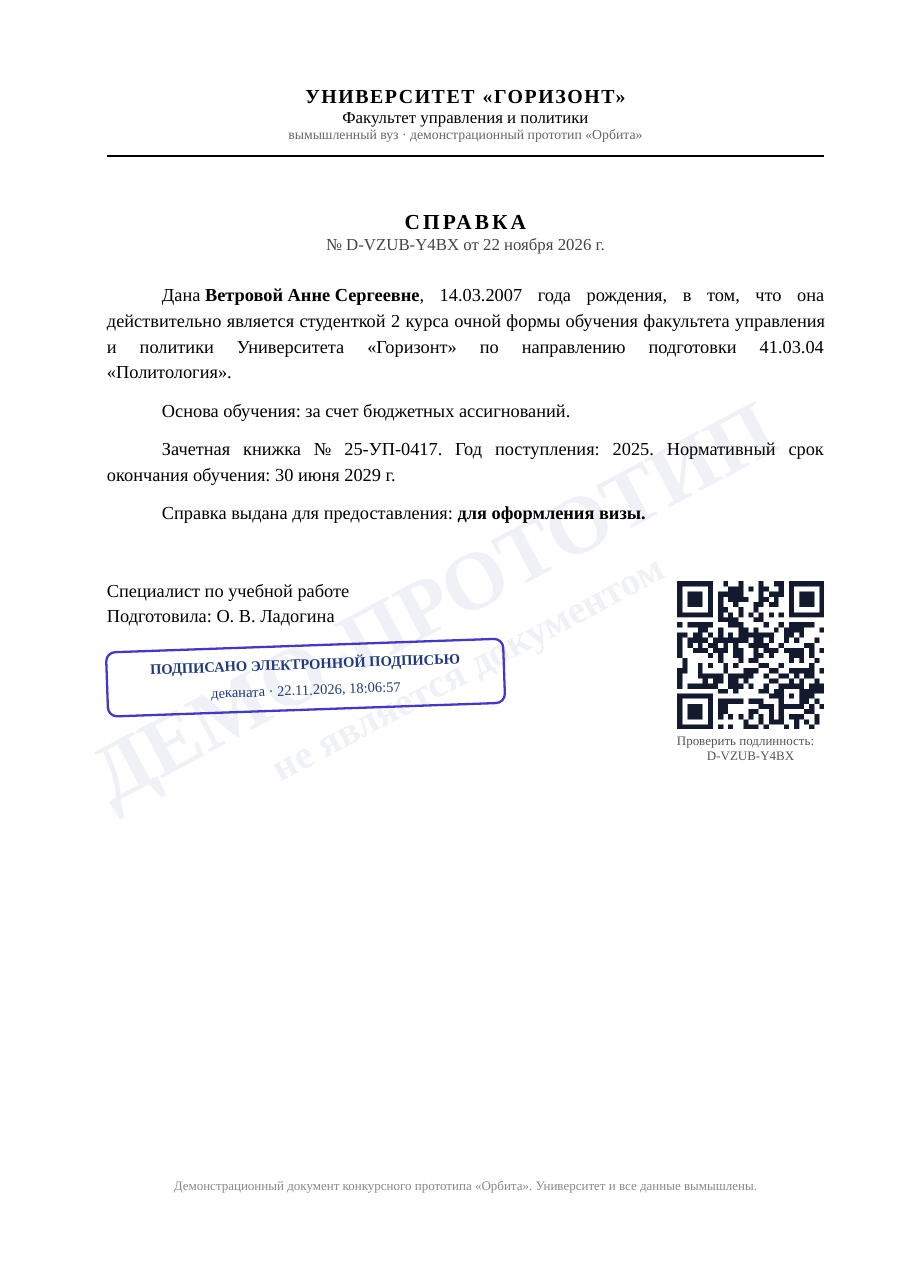 УНИВЕРСИТЕТ «ГОРИЗОНТ»
Факультет управления и политики
вымышленный вуз · демонстрационный прототип «Орбита»
СПРАВКА
№ D-VZUB-Y4BX от 22 ноября 2026 г.
Дана Ветровой Анне Сергеевне, 14.03.2007 года рождения, в том, что она
действительно является студенткой 2 курса очной формы обучения факультета управления
и политики Университета «Горизонт» по направлению подготовки 41.03.04
«Политология».
Основа обучения: за счет бюджетных ассигнований.
Зачетная книжка № 25-УП-0417. Год поступления: 2025. Нормативный срок
окончания обучения: 30 июня 2029 г.
Справка выдана для предоставления: для оформления визы.
Специалист по учебной работе
Подготовила: О. В. Ладогина
ПОДПИСАНО ЭЛЕКТРОННОЙ ПОДПИСЬЮ
деканата · 22.11.2026, 18:06:57
Проверить подлинность:
D-VZUB-Y4BX
ДЕМО ПРОТОТИП
не является документом
Демонстрационный документ конкурсного прототипа «Орбита». Университет и все данные вымышлены.